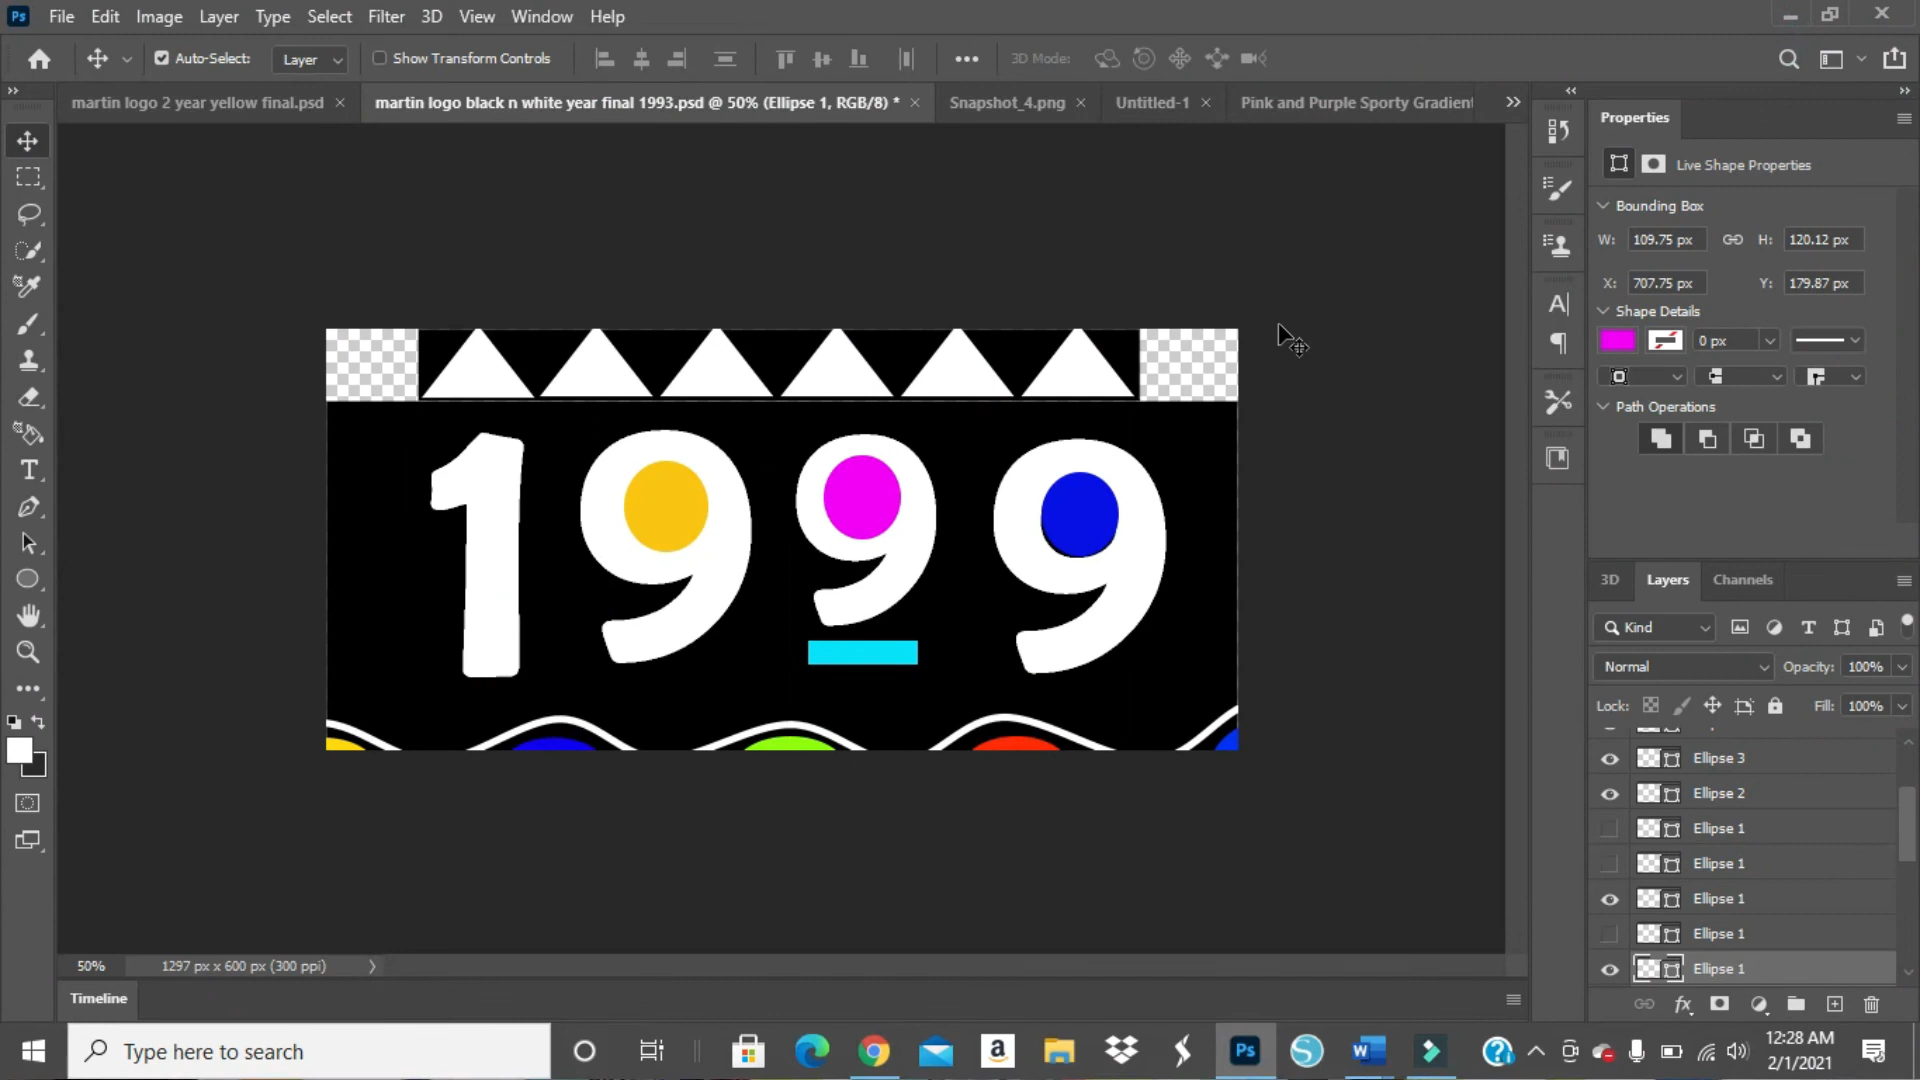 Ps File Edit Image Layer Type Select Filter 3D View Window Help
Auto-Select: Layer Show Transform Controls 3D Mode:
martin logo 2 year yellow final.psd × martin logo black n white year final 1993.psd @ 50% (Ellipse 1, RGB/8) * × Snapshot_4.png × Untitled-1 × Pink and Purple Sporty Gradient
Properties
Live Shape Properties
Bounding Box
W: 109.75 px H: 120.12 px
X: 707.75 px Y: 179.87 px
Shape Details
0 px
Path Operations
1999
3D Layers Channels
Kind
Normal Opacity: 100%
Lock: Fill: 100%
Ellipse 3
Ellipse 2
Ellipse 1
Ellipse 1
Ellipse 1
Ellipse 1
Ellipse 1
50% 1297 px x 600 px (300 ppi)
Timeline
Type here to search
12:28 AM
2/1/2021